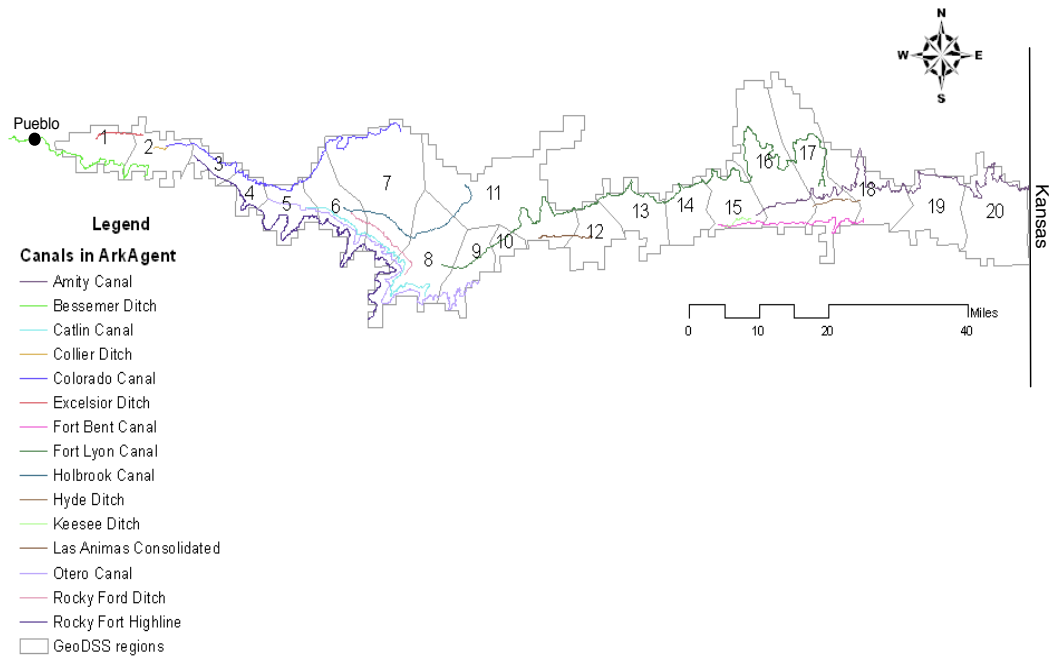 N
W E
S
Pueblo
1
2
3
4
5
6
7
8
9
10
11
12
13
14
15
16
17
18
19
20
Kansas
Legend
Canals in ArkAgent
Amity Canal
Bessemer Ditch
Catlin Canal
Collier Ditch
Colorado Canal
Excelsior Ditch
Fort Bent Canal
Fort Lyon Canal
Holbrook Canal
Hyde Ditch
Keesee Ditch
Las Animas Consolidated
Otero Canal
Rocky Ford Ditch
Rocky Fort Highline
GeoDSS regions
Miles
0 10 20 40